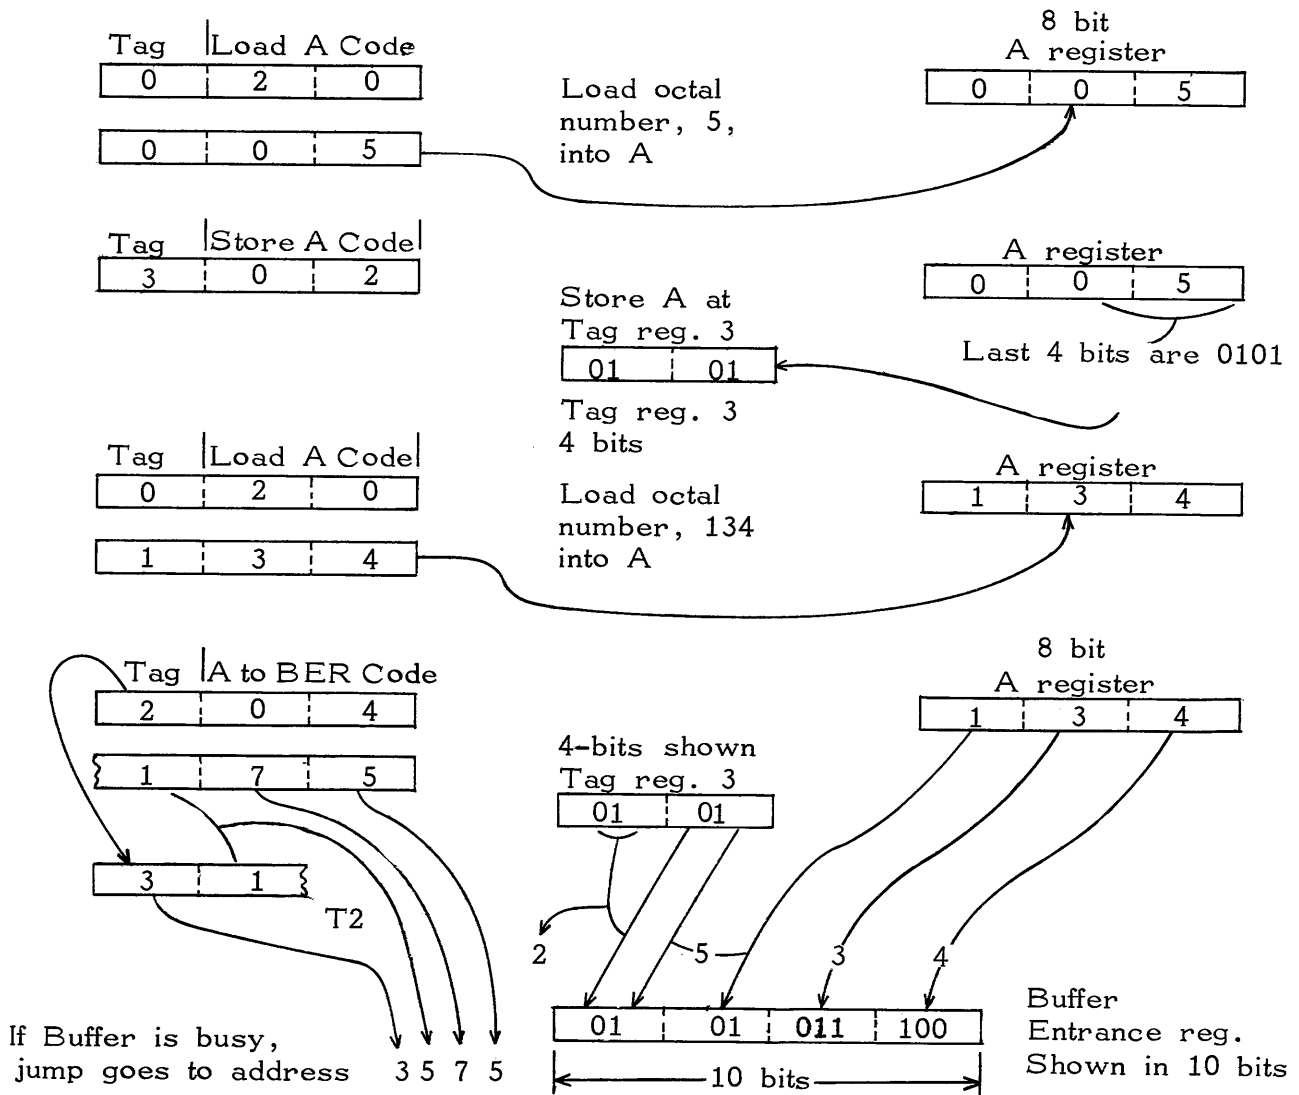 Tag |Load A Code
0 2 0
0 0 5
Load octal
number, 5,
into A
8 bit
A register
0 0 5
Tag |Store A Code|
3 0 2
Store A at
Tag reg. 3
01 01
Tag reg. 3
4 bits
A register
0 0 5
Last 4 bits are 0101
Tag |Load A Code|
0 2 0
1 3 4
Load octal
number, 134
into A
A register
1 3 4
Tag |A to BER Code
2 0 4
1 7 5
3 1
T2
If Buffer is busy,
jump goes to address 3 5 7 5
4-bits shown
Tag reg. 3
01 01
8 bit
A register
1 3 4
2 5 3 4
01 01 011 100
10 bits
Buffer
Entrance reg.
Shown in 10 bits